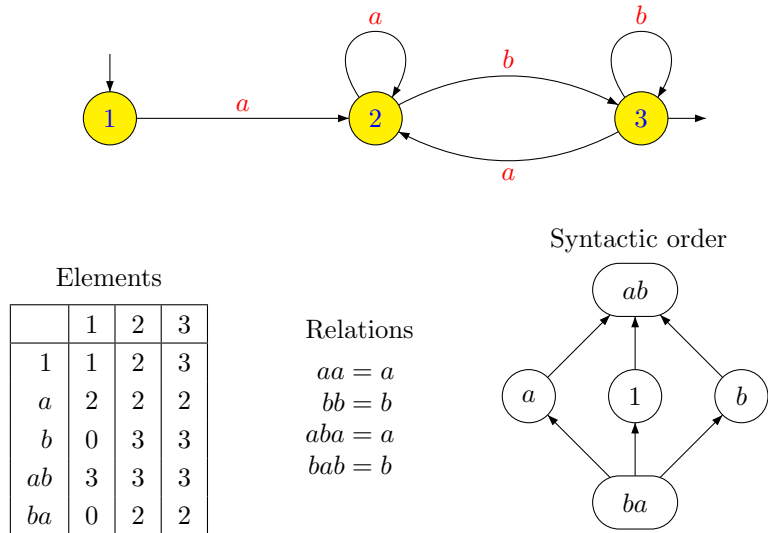 a b
a
1 2 3
a
Syntactic order
Elements
1 2 3
1 1 2 3
a 2 2 2
b 0 3 3
ab 3 3 3
ba 0 2 2
Relations
aa = a
bb = b
aba = a
bab = b
ab
a 1 b
ba